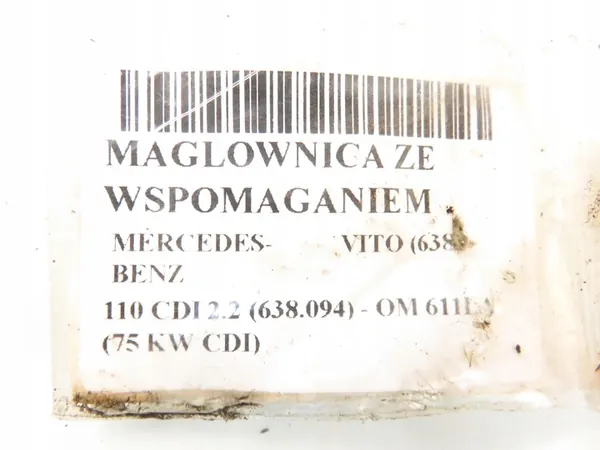 MAGLOWNICA ZE
WSPOMAGANIEM
MERCEDES- VITO (638
BENZ
110 CDI 2.2 (638.094) - OM 611
(75 KW CDI)